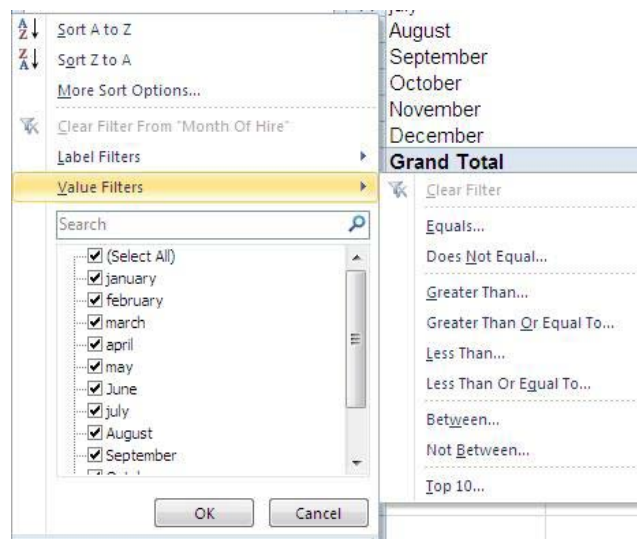 Sort A to Z
Sort Z to A
More Sort Options...
Clear Filter From "Month Of Hire"
Label Filters
Value Filters
Search
(Select All)
january
february
march
april
may
June
july
August
September
OK
Cancel
july
August
September
October
November
December
Grand Total
Clear Filter
Equals...
Does Not Equal...
Greater Than...
Greater Than Or Equal To...
Less Than...
Less Than Or Equal To...
Between...
Not Between...
Top 10...